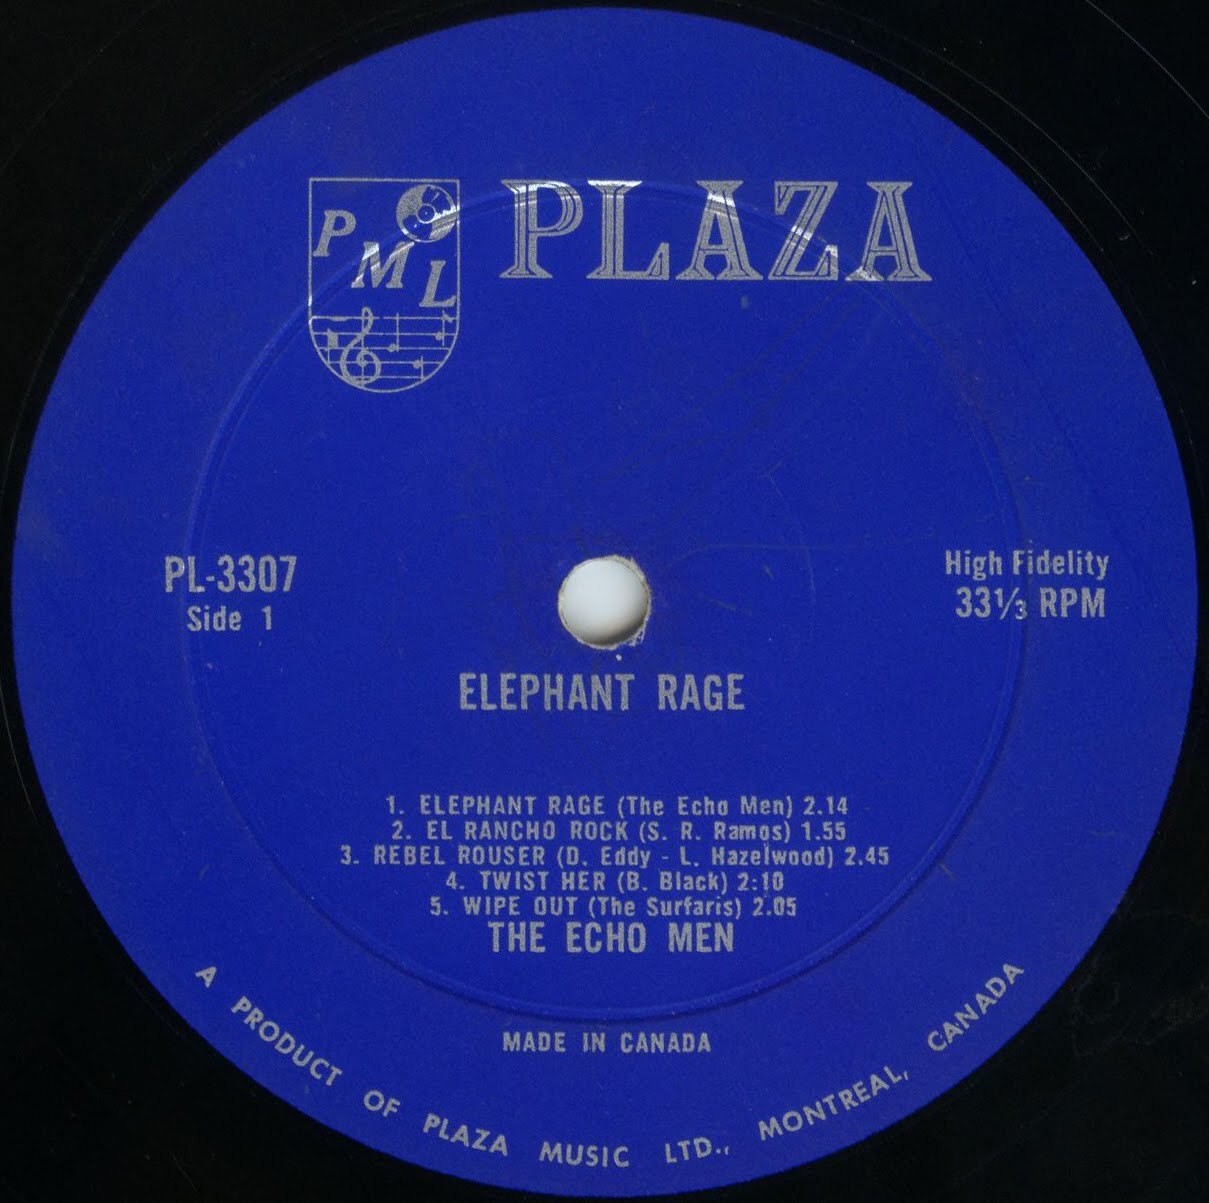 P M L
PLAZA
PL-3307
Side 1
High Fidelity
33 1/3 RPM
ELEPHANT RAGE
1. ELEPHANT RAGE (The Echo Men) 2.14
2. EL RANCHO ROCK (S. R. Ramos) 1.55
3. REBEL ROUSER (D. Eddy - L. Hazelwood) 2.45
4. TWIST HER (B. Black) 2:10
5. WIPE OUT (The Surfaris) 2.05
THE ECHO MEN
MADE IN CANADA
A PRODUCT OF PLAZA MUSIC LTD., MONTREAL, CANADA